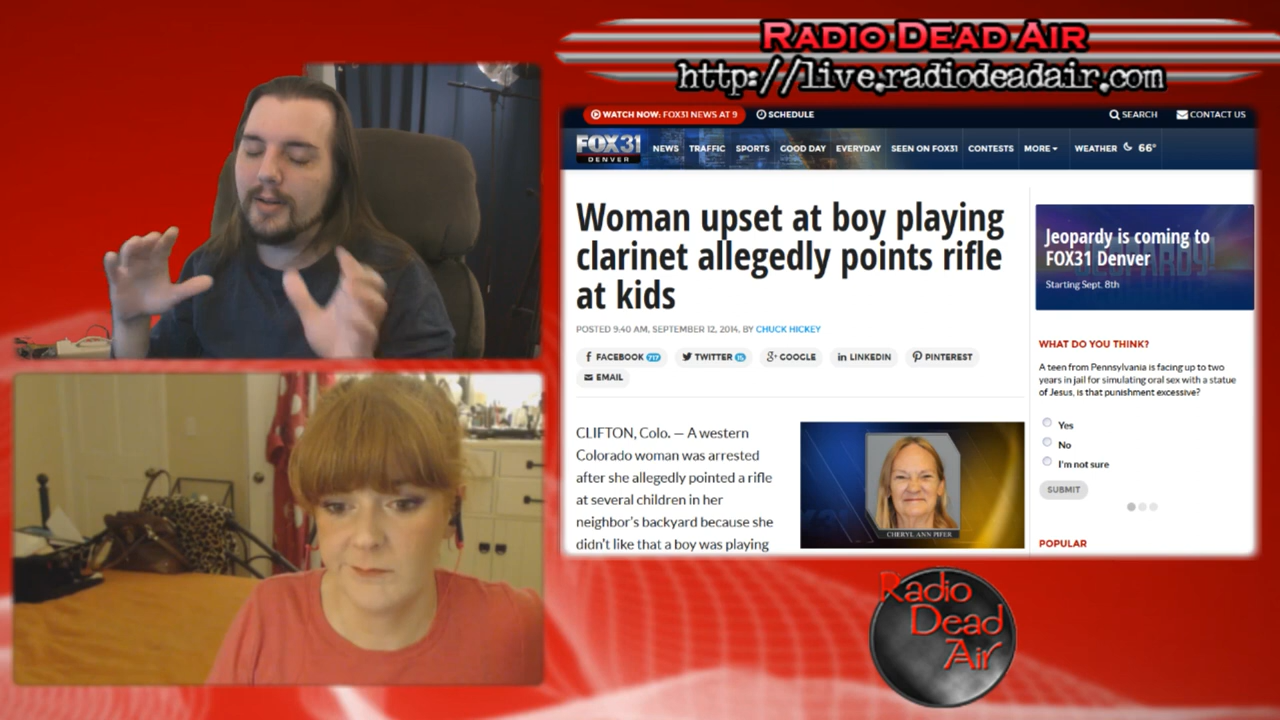 RADIO DEAD AIR
http://live.radiodeadair.com
WATCH NOW: FOX31 NEWS AT 9 SCHEDULE SEARCH CONTACT US
FOX31
DENVER
NEWS TRAFFIC SPORTS GOOD DAY EVERYDAY SEEN ON FOX31 CONTESTS MORE WEATHER 66°
Woman upset at boy playing
clarinet allegedly points rifle
at kids
POSTED 9:40 AM, SEPTEMBER 12, 2014, BY CHUCK HICKEY
FACEBOOK 717 TWITTER 15 GOOGLE LINKEDIN PINTEREST
EMAIL
CLIFTON, Colo. — A western
Colorado woman was arrested
after she allegedly pointed a rifle
at several children in her
neighbor's backyard because she
didn't like that a boy was playing
CHERYL ANN PIFER
Jeopardy is coming to
FOX31 Denver
Starting Sept. 8th
WHAT DO YOU THINK?
A teen from Pennsylvania is facing up to two
years in jail for simulating oral sex with a statue
of Jesus, is that punishment excessive?
Yes
No
I'm not sure
SUBMIT
POPULAR
Radio
Dead
Air